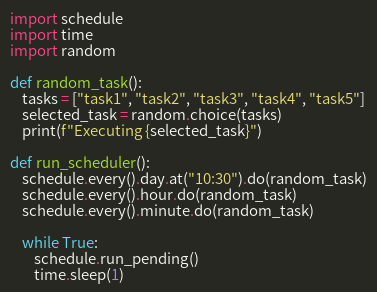 import schedule
import time
import random

def random_task():
    tasks = ["task1", "task2", "task3", "task4", "task5"]
    selected_task = random.choice(tasks)
    print(f"Executing {selected_task}")

def run_scheduler():
    schedule.every().day.at("10:30").do(random_task)
    schedule.every().hour.do(random_task)
    schedule.every().minute.do(random_task)

    while True:
        schedule.run_pending()
        time.sleep(1)